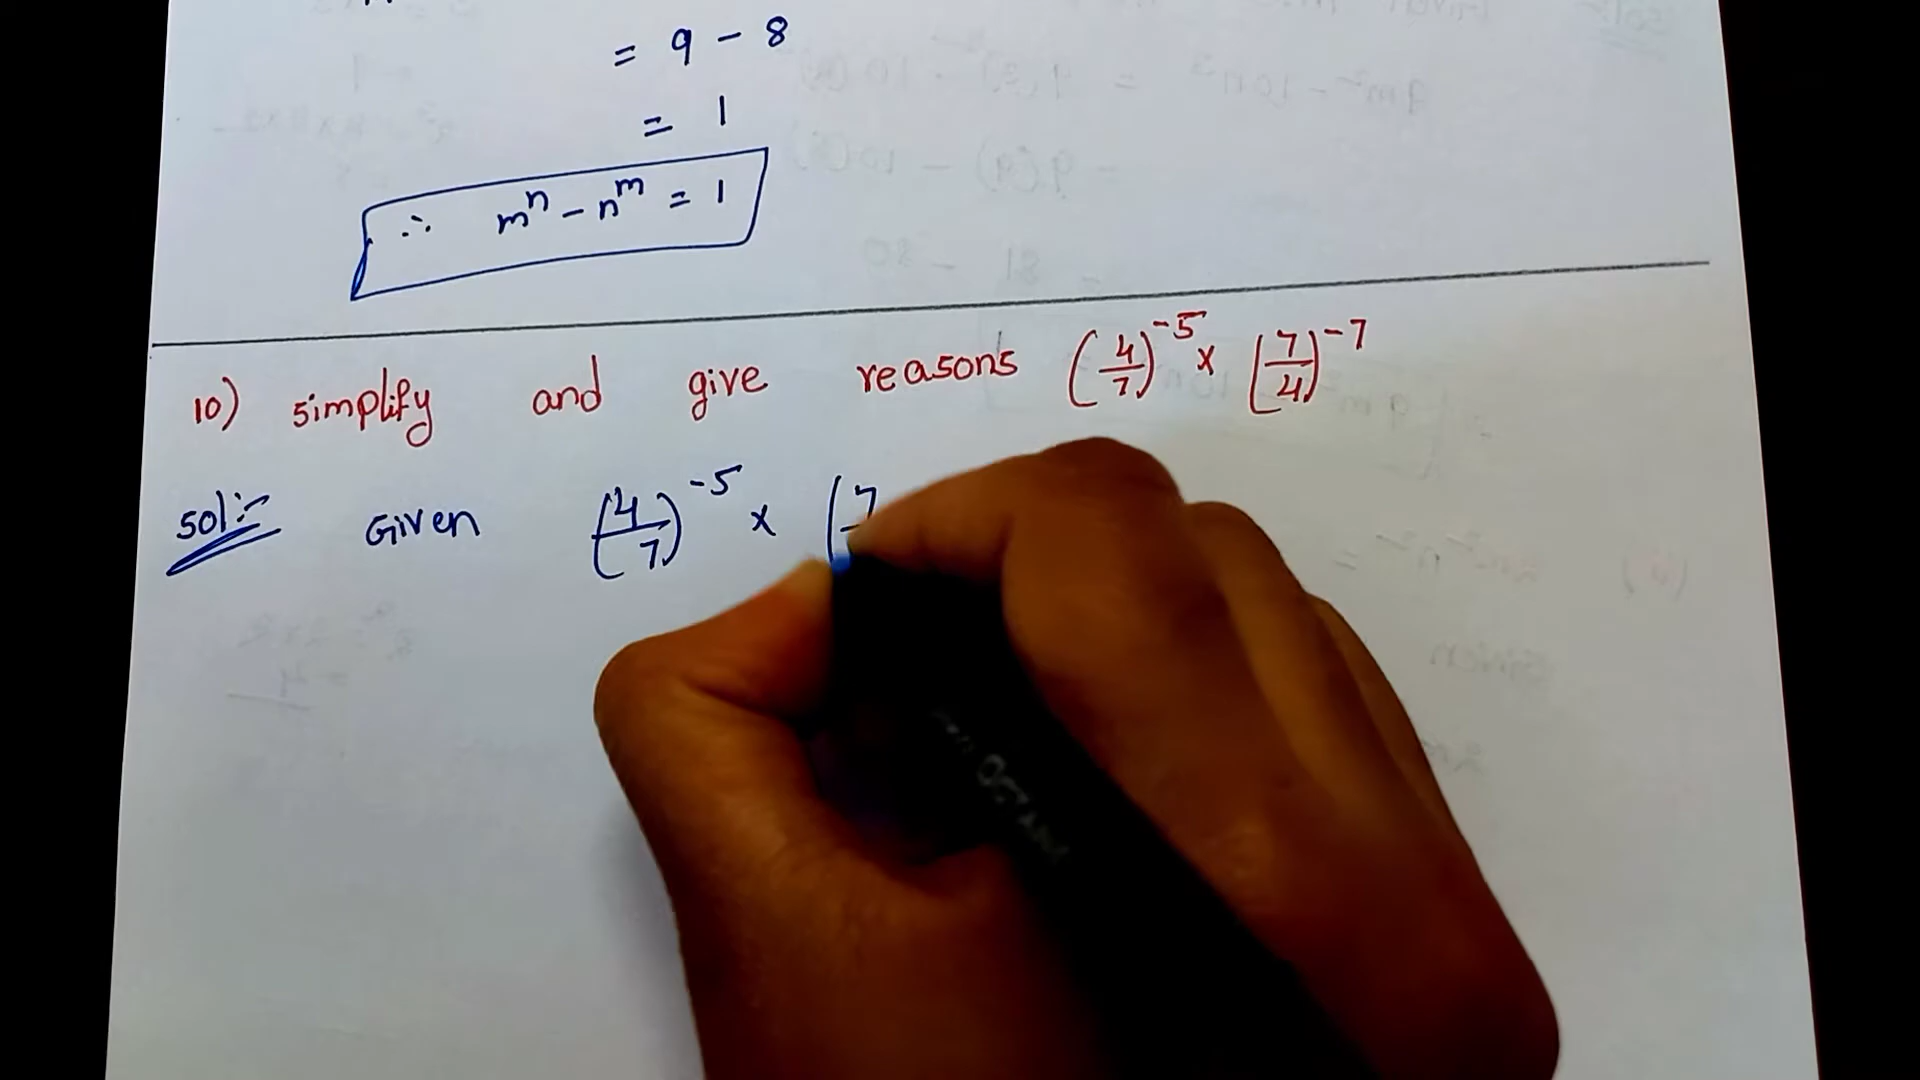 = 9 - 8
= 1
∴ m^n - n^m = 1
10) simplify and give reasons (4/7)^-5 x (7/4)^-7
Sol:- Given (4/7)^-5 x (7